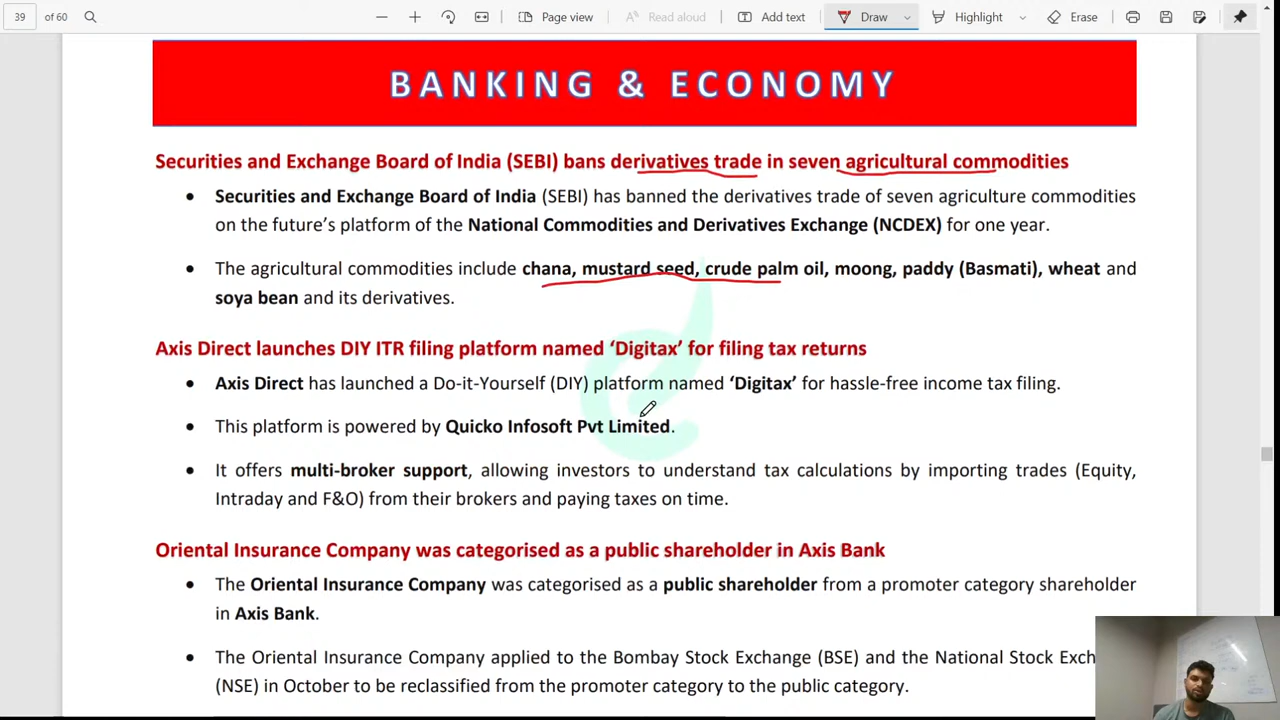 39 of 60 Page view Read aloud Add text Draw Highlight Erase
BANKING & ECONOMY
Securities and Exchange Board of India (SEBI) bans derivatives trade in seven agricultural commodities
• Securities and Exchange Board of India (SEBI) has banned the derivatives trade of seven agriculture commodities
on the future’s platform of the National Commodities and Derivatives Exchange (NCDEX) for one year.
• The agricultural commodities include chana, mustard seed, crude palm oil, moong, paddy (Basmati), wheat and
soya bean and its derivatives.
Axis Direct launches DIY ITR filing platform named ‘Digitax’ for filing tax returns
• Axis Direct has launched a Do-it-Yourself (DIY) platform named ‘Digitax’ for hassle-free income tax filing.
• This platform is powered by Quicko Infosoft Pvt Limited.
• It offers multi-broker support, allowing investors to understand tax calculations by importing trades (Equity,
Intraday and F&O) from their brokers and paying taxes on time.
Oriental Insurance Company was categorised as a public shareholder in Axis Bank
• The Oriental Insurance Company was categorised as a public shareholder from a promoter category shareholder
in Axis Bank.
• The Oriental Insurance Company applied to the Bombay Stock Exchange (BSE) and the National Stock Exch
(NSE) in October to be reclassified from the promoter category to the public category.